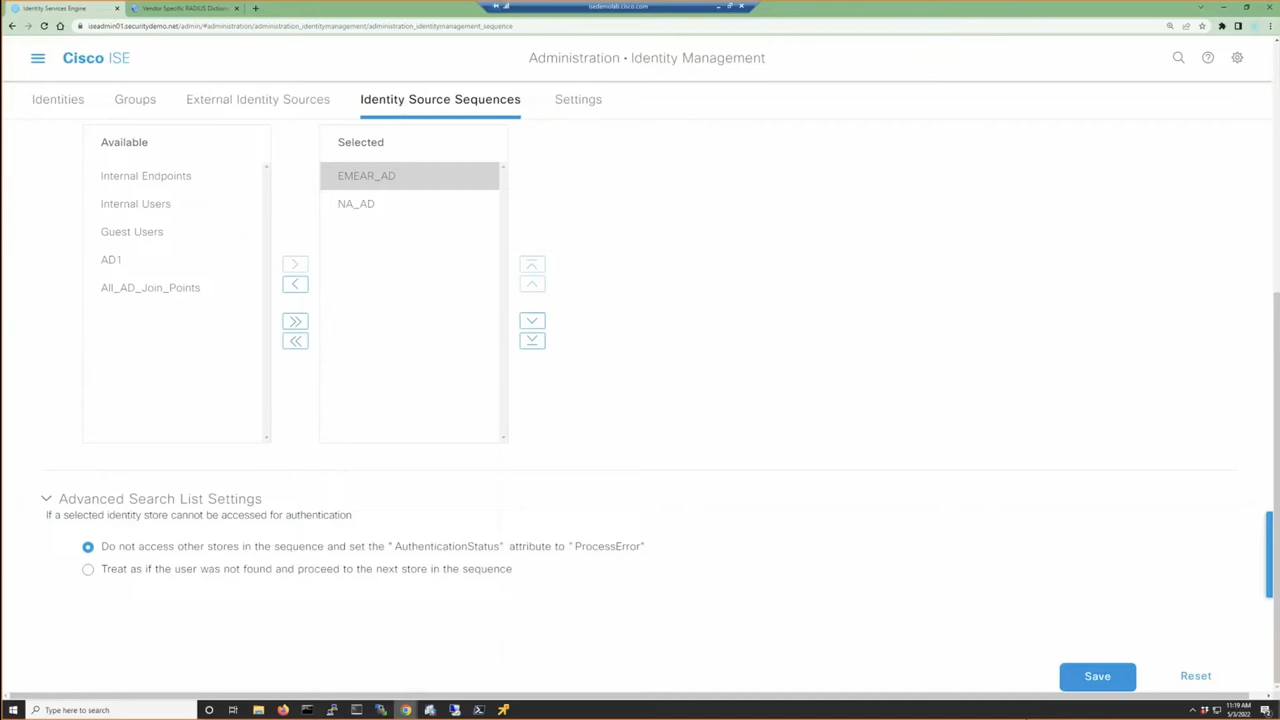 Identity Services Engine
Vendor Specific RADIUS Dictiona
isedemolab.cisco.com
iseadmin01.securitydemo.net/admin/#administration/administration_identitymanagement/administration_identitymanagement_sequence
Cisco ISE
Administration • Identity Management
Identities
Groups
External Identity Sources
Identity Source Sequences
Settings
Available
Selected
Internal Endpoints
EMEAR_AD
Internal Users
NA_AD
Guest Users
AD1
All_AD_Join_Points
Advanced Search List Settings
If a selected identity store cannot be accessed for authentication
Do not access other stores in the sequence and set the "AuthenticationStatus" attribute to "ProcessError"
Treat as if the user was not found and proceed to the next store in the sequence
Save
Reset
Type here to search
11:19 AM
5/3/2022